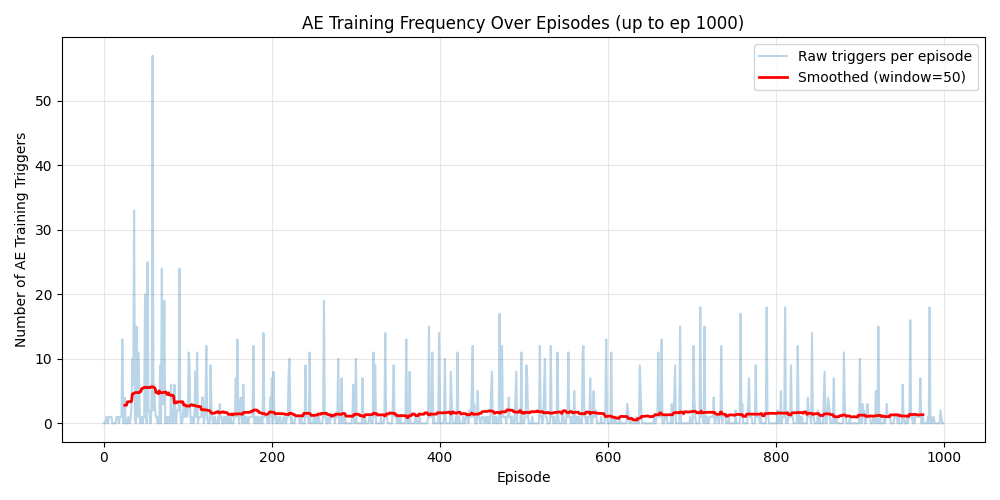 AE Training Frequency Over Episodes (up to ep 1000)
Raw triggers per episode
Smoothed (window=50)
Number of AE Training Triggers
50
40
30
20
10
0
0
200
400
600
800
1000
Episode